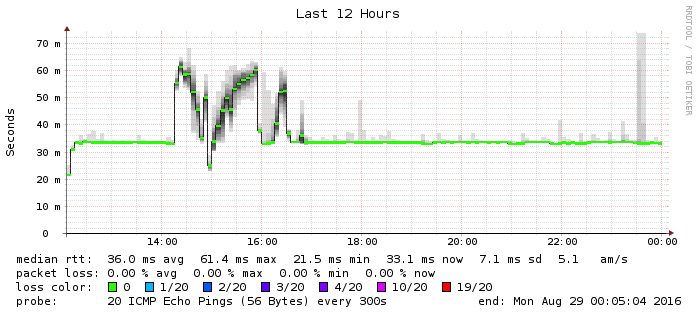 Last 12 Hours
RRDTOOL / TOBI OETIKER
Seconds
70 m
60 m
50 m
40 m
30 m
20 m
10 m
0
14:00 16:00 18:00 20:00 22:00 00:00
median rtt: 36.0 ms avg 61.4 ms max 21.5 ms min 33.1 ms now 7.1 ms sd 5.1 am/s
packet loss: 0.00 % avg 0.00 % max 0.00 % min 0.00 % now
loss color: 0 1/20 2/20 3/20 4/20 10/20 19/20
probe: 20 ICMP Echo Pings (56 Bytes) every 300s end: Mon Aug 29 00:05:04 2016